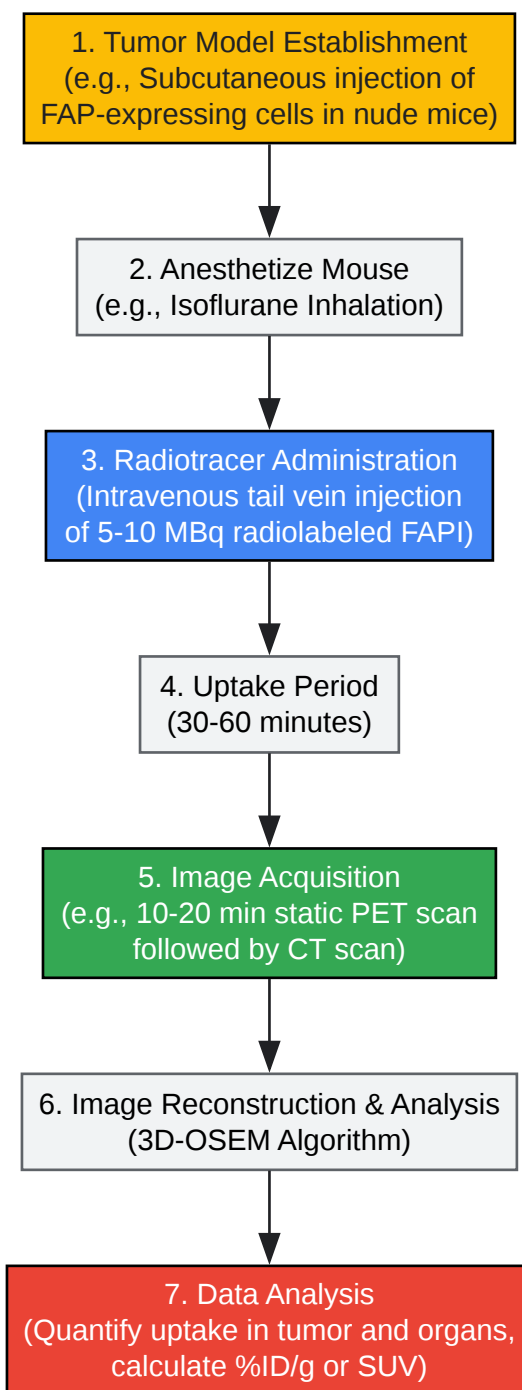 1. Tumor Model Establishment
(e.g., Subcutaneous injection of
FAP-expressing cells in nude mice)
2. Anesthetize Mouse
(e.g., Isoflurane Inhalation)
3. Radiotracer Administration
(Intravenous tail vein injection
of 5-10 MBq radiolabeled FAPI)
4. Uptake Period
(30-60 minutes)
5. Image Acquisition
(e.g., 10-20 min static PET scan
followed by CT scan)
6. Image Reconstruction & Analysis
(3D-OSEM Algorithm)
7. Data Analysis
(Quantify uptake in tumor and organs,
calculate %ID/g or SUV)